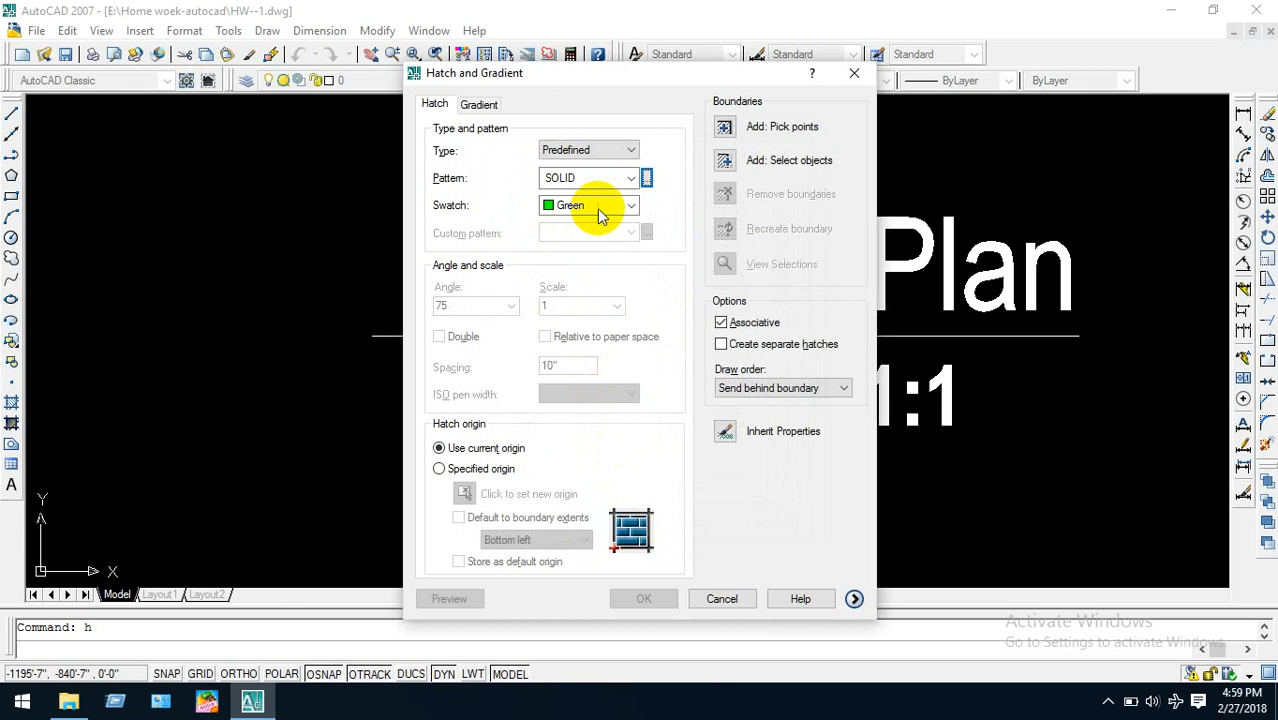 AutoCAD 2007 - [E:\Home woek-autocad\HW--1.dwg]
File Edit View Insert Format Tools Draw Dimension Modify Window Help
Standard Standard Standard
AutoCAD Classic 0 ByLayer ByLayer
Hatch and Gradient
Hatch Gradient
Type and pattern
Type: Predefined
Pattern: SOLID ...
Swatch: Green
Custom pattern: ...
Angle and scale
Angle: Scale:
75 1
Double Relative to paper space
Spacing: 10"
ISO pen width:
Hatch origin
Use current origin
Specified origin
Click to set new origin
Default to boundary extents
Bottom left
Store as default origin
Boundaries
Add: Pick points
Add: Select objects
Remove boundaries
Recreate boundary
View Selections
Options
Associative
Create separate hatches
Draw order:
Send behind boundary
Inherit Properties
Preview OK Cancel Help
Plan
1:1
Y
X
A
Model Layout1 Layout2
Command: h
Activate Windows
Go to Settings to activate Windows.
-1195'-7", -840'-7", 0'-0" SNAP GRID ORTHO POLAR OSNAP OTRACK DUCS DYN LWT MODEL
4:59 PM
2/27/2018